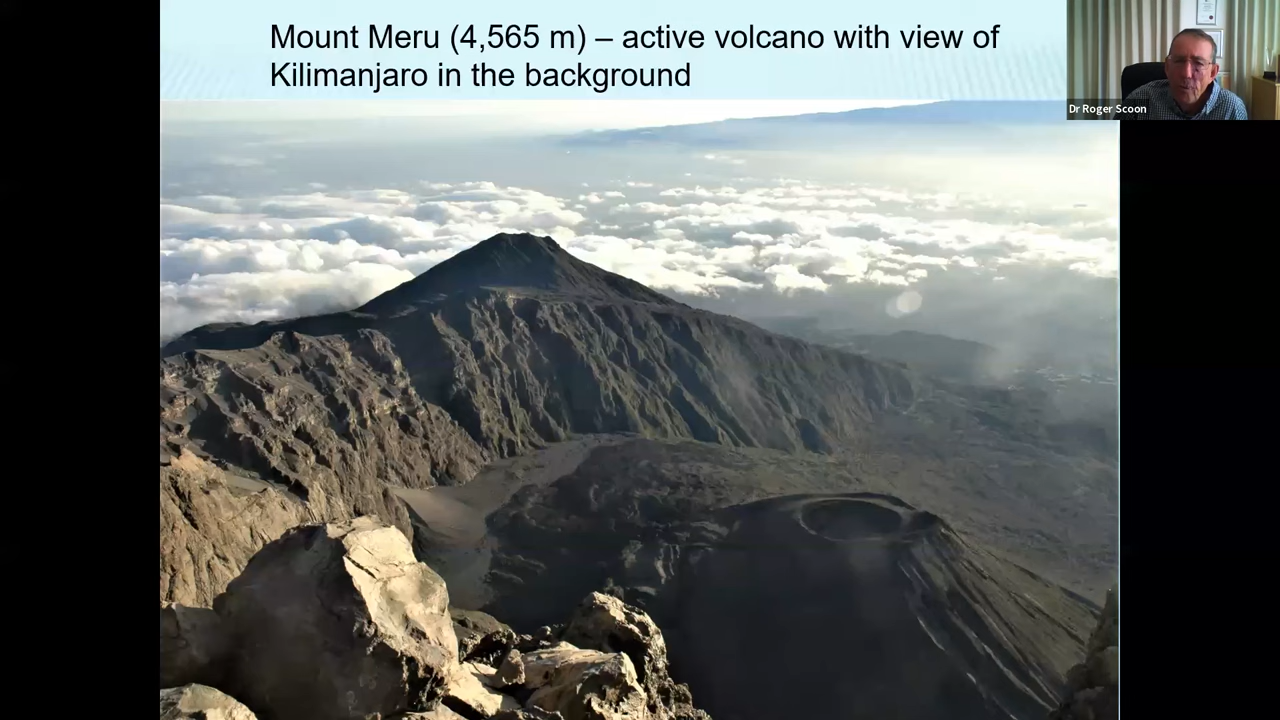 Mount Meru (4,565 m) – active volcano with view of
Kilimanjaro in the background
Dr Roger Scoon